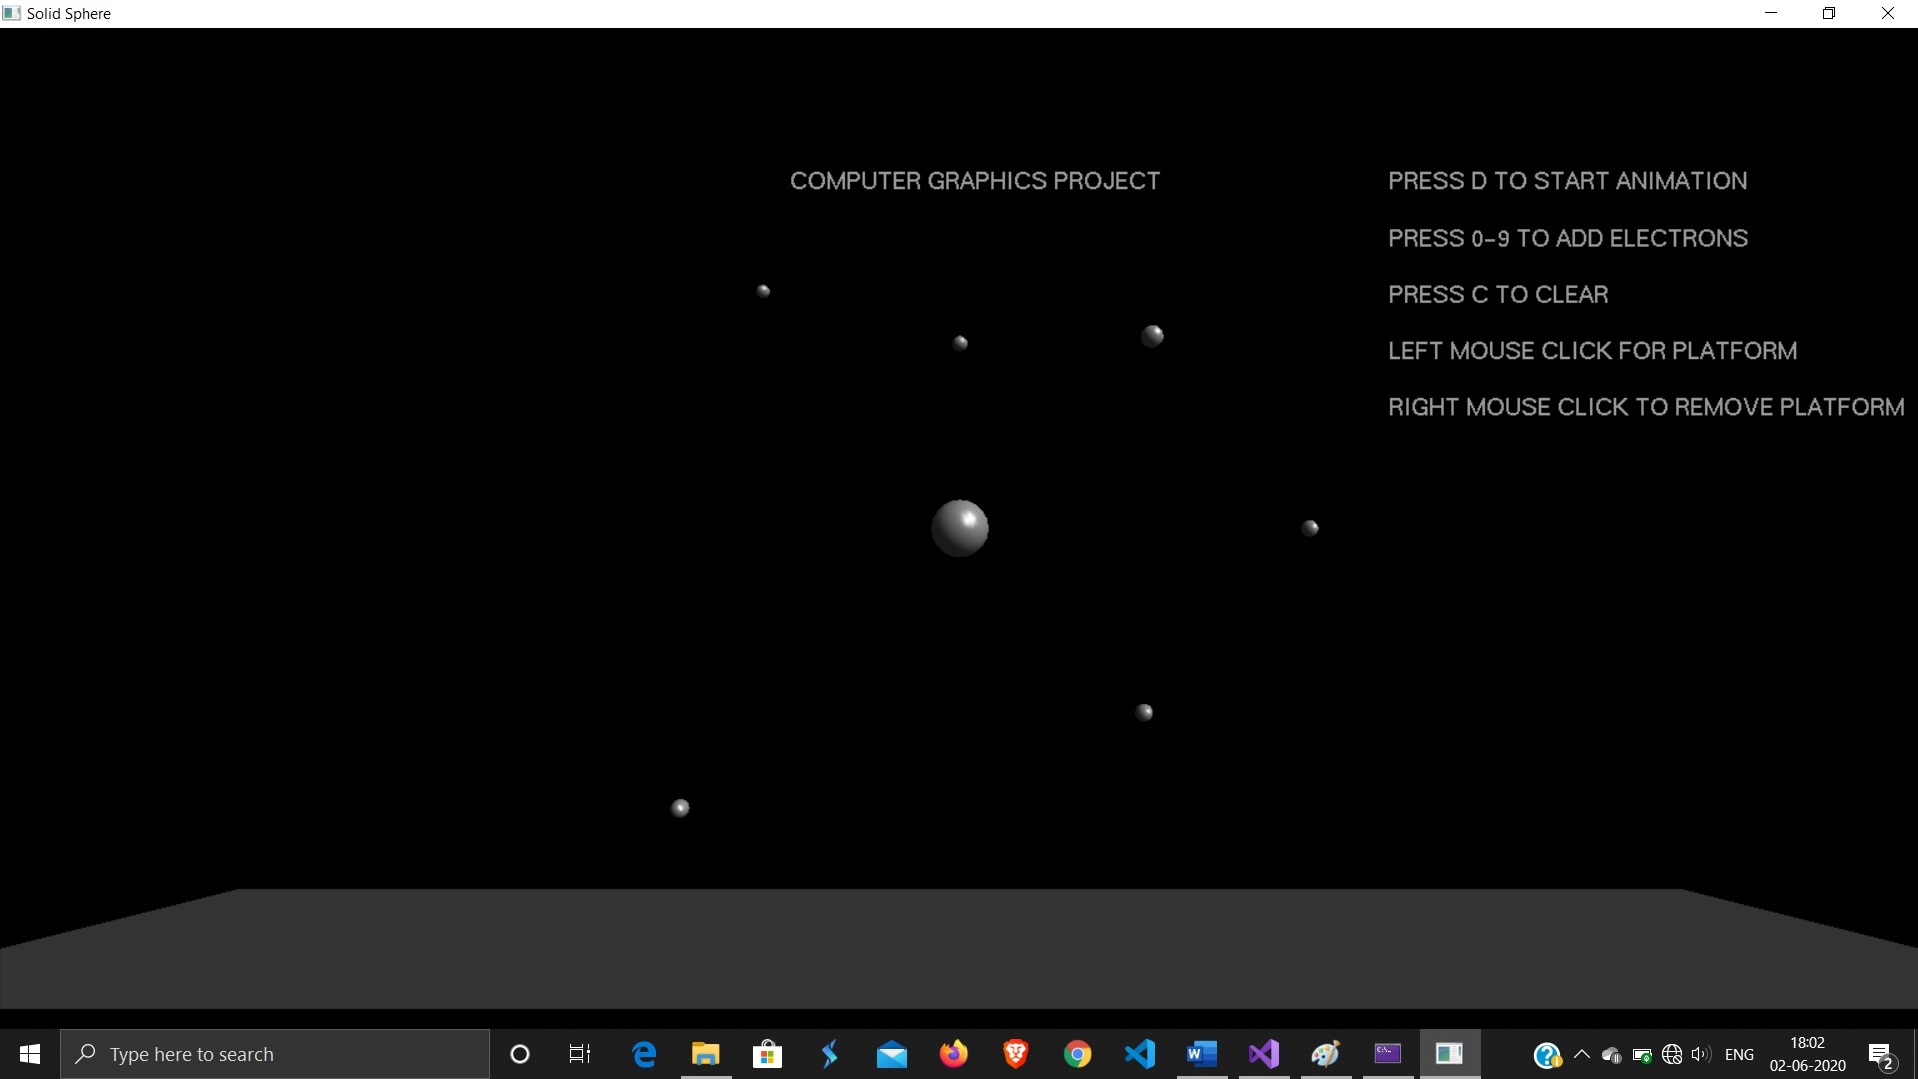 Solid Sphere
COMPUTER GRAPHICS PROJECT
PRESS D TO START ANIMATION
PRESS 0-9 TO ADD ELECTRONS
PRESS C TO CLEAR
LEFT MOUSE CLICK FOR PLATFORM
RIGHT MOUSE CLICK TO REMOVE PLATFORM
Type here to search
ENG
18:02
02-06-2020
2